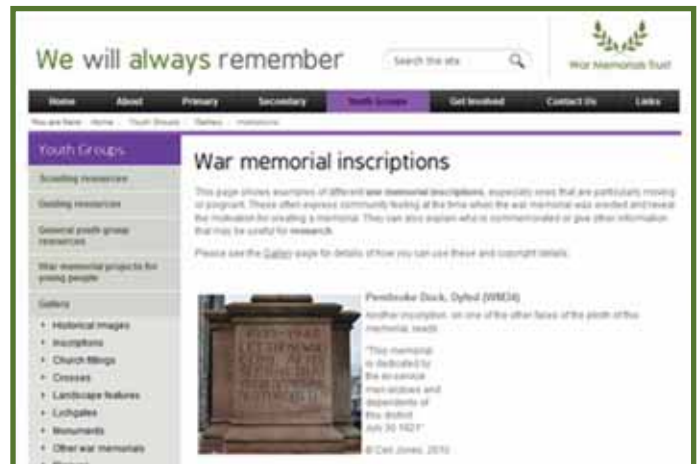 We will always remember
Search the site
War Memorials Trust
Home About Primary Secondary Youth Groups Get Involved Contact Us Links
You are here: Home Youth Groups Gallery Inscriptions
Youth Groups
Scouting resources
Guiding resources
General youth group
resources
War memorial projects for
young people
Gallery
Historical images
Inscriptions
Church fittings
Crosses
Landscape features
Lychgates
Monuments
Other war memorials
War memorial inscriptions
This page shows examples of different war memorial inscriptions, especially ones that are particularly moving
or poignant. These often express community feeling at the time when the war memorial was erected and reveal
the motivation for creating a memorial. They can also explain who is commemorated or give other information
that may be useful for research.
Please see the Gallery page for details of how you can use these and copyright details.
Pembroke Dock, Dyfed (WM34)
Another inscription, on one of the other faces of the plinth of this
memorial, reads
"This memorial
is dedicated by
the ex-service
men widows and
dependents of
this district
July 30 1921"
© Ceri Jones, 2010